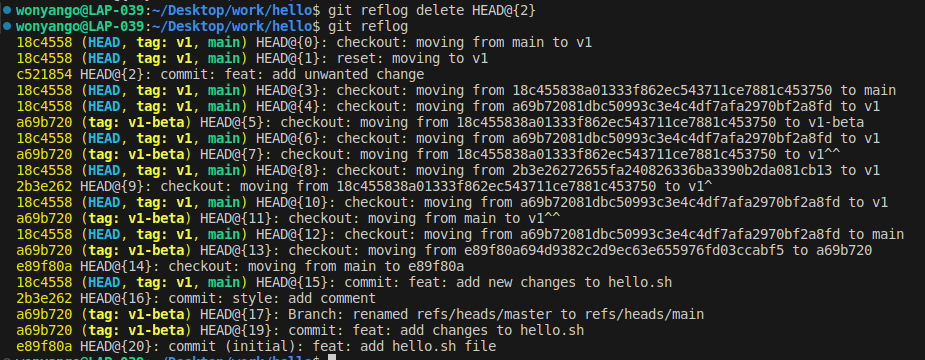 wonyango@LAP-039:~/Desktop/work/hello$ git reflog delete HEAD@{2}
wonyango@LAP-039:~/Desktop/work/hello$ git reflog
18c4558 (HEAD, tag: v1, main) HEAD@{0}: checkout: moving from main to v1
18c4558 (HEAD, tag: v1, main) HEAD@{1}: reset: moving to v1
c521854 HEAD@{2}: commit: feat: add unwanted change
18c4558 (HEAD, tag: v1, main) HEAD@{3}: checkout: moving from 18c455838a01333f862ec543711ce7881c453750 to main
18c4558 (HEAD, tag: v1, main) HEAD@{4}: checkout: moving from a69b72081dbc50993c3e4c4df7afa2970bf2a8fd to v1
a69b720 (tag: v1-beta) HEAD@{5}: checkout: moving from 18c455838a01333f862ec543711ce7881c453750 to v1-beta
18c4558 (HEAD, tag: v1, main) HEAD@{6}: checkout: moving from a69b72081dbc50993c3e4c4df7afa2970bf2a8fd to v1
a69b720 (tag: v1-beta) HEAD@{7}: checkout: moving from 18c455838a01333f862ec543711ce7881c453750 to v1^^
18c4558 (HEAD, tag: v1, main) HEAD@{8}: checkout: moving from 2b3e26272655fa240826336ba3390b2da081cb13 to v1
2b3e262 HEAD@{9}: checkout: moving from 18c455838a01333f862ec543711ce7881c453750 to v1^
18c4558 (HEAD, tag: v1, main) HEAD@{10}: checkout: moving from a69b72081dbc50993c3e4c4df7afa2970bf2a8fd to v1
a69b720 (tag: v1-beta) HEAD@{11}: checkout: moving from main to v1^^
18c4558 (HEAD, tag: v1, main) HEAD@{12}: checkout: moving from a69b72081dbc50993c3e4c4df7afa2970bf2a8fd to main
a69b720 (tag: v1-beta) HEAD@{13}: checkout: moving from e89f80a694d9382c2d9ec63e655976fd03ccabf5 to a69b720
e89f80a HEAD@{14}: checkout: moving from main to e89f80a
18c4558 (HEAD, tag: v1, main) HEAD@{15}: commit: feat: add new changes to hello.sh
2b3e262 HEAD@{16}: commit: style: add comment
a69b720 (tag: v1-beta) HEAD@{17}: Branch: renamed refs/heads/master to refs/heads/main
a69b720 (tag: v1-beta) HEAD@{19}: commit: feat: add changes to hello.sh
e89f80a HEAD@{20}: commit (initial): feat: add hello.sh file
wonyango@LAP-039:~/Desktop/work/hello$